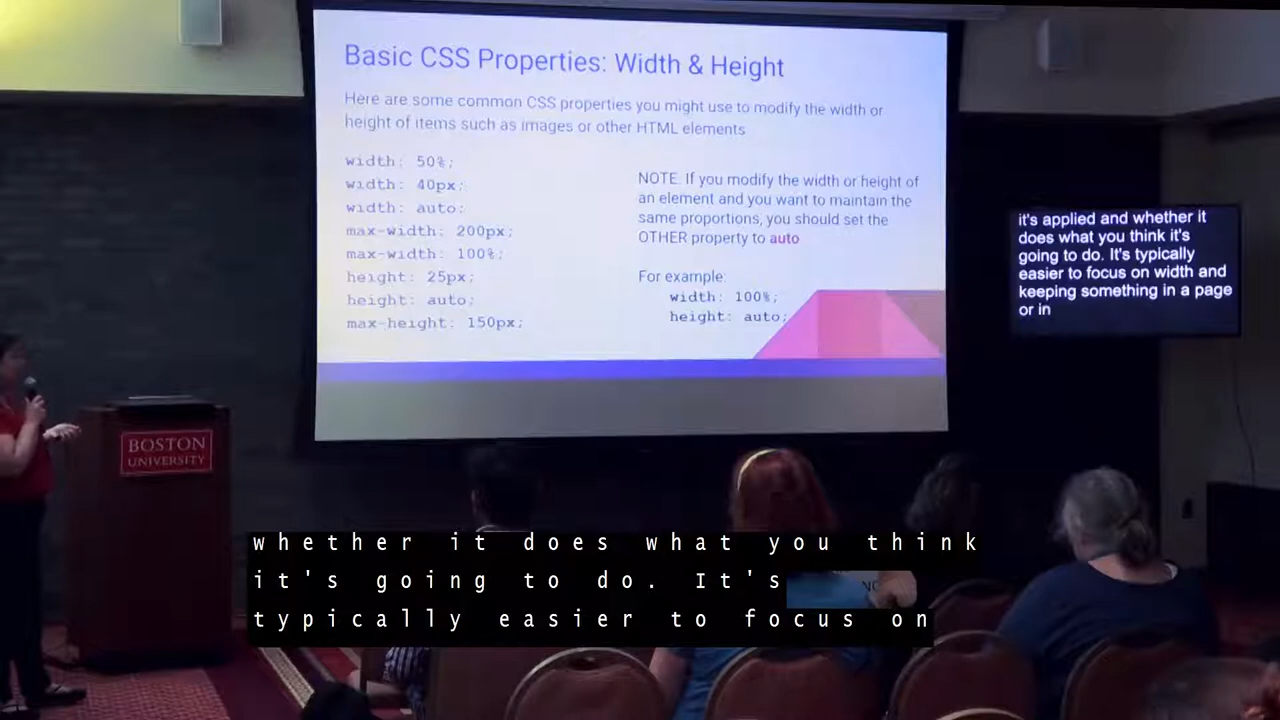 Basic CSS Properties: Width & Height
Here are some common CSS properties you might use to modify the width or
height of items such as images or other HTML elements
width: 50%;
width: 40px;
width: auto;
max-width: 200px;
max-width: 100%;
height: 25px;
height: auto;
max-height: 150px;
NOTE: If you modify the width or height of
an element and you want to maintain the
same proportions, you should set the
OTHER property to auto
For example:
width: 100%;
height: auto;
it's applied and whether it
does what you think it's
going to do. It's typically
easier to focus on width and
keeping something in a page
or in
BOSTON
UNIVERSITY
whether it does what you think
it's going to do. It's
typically easier to focus on